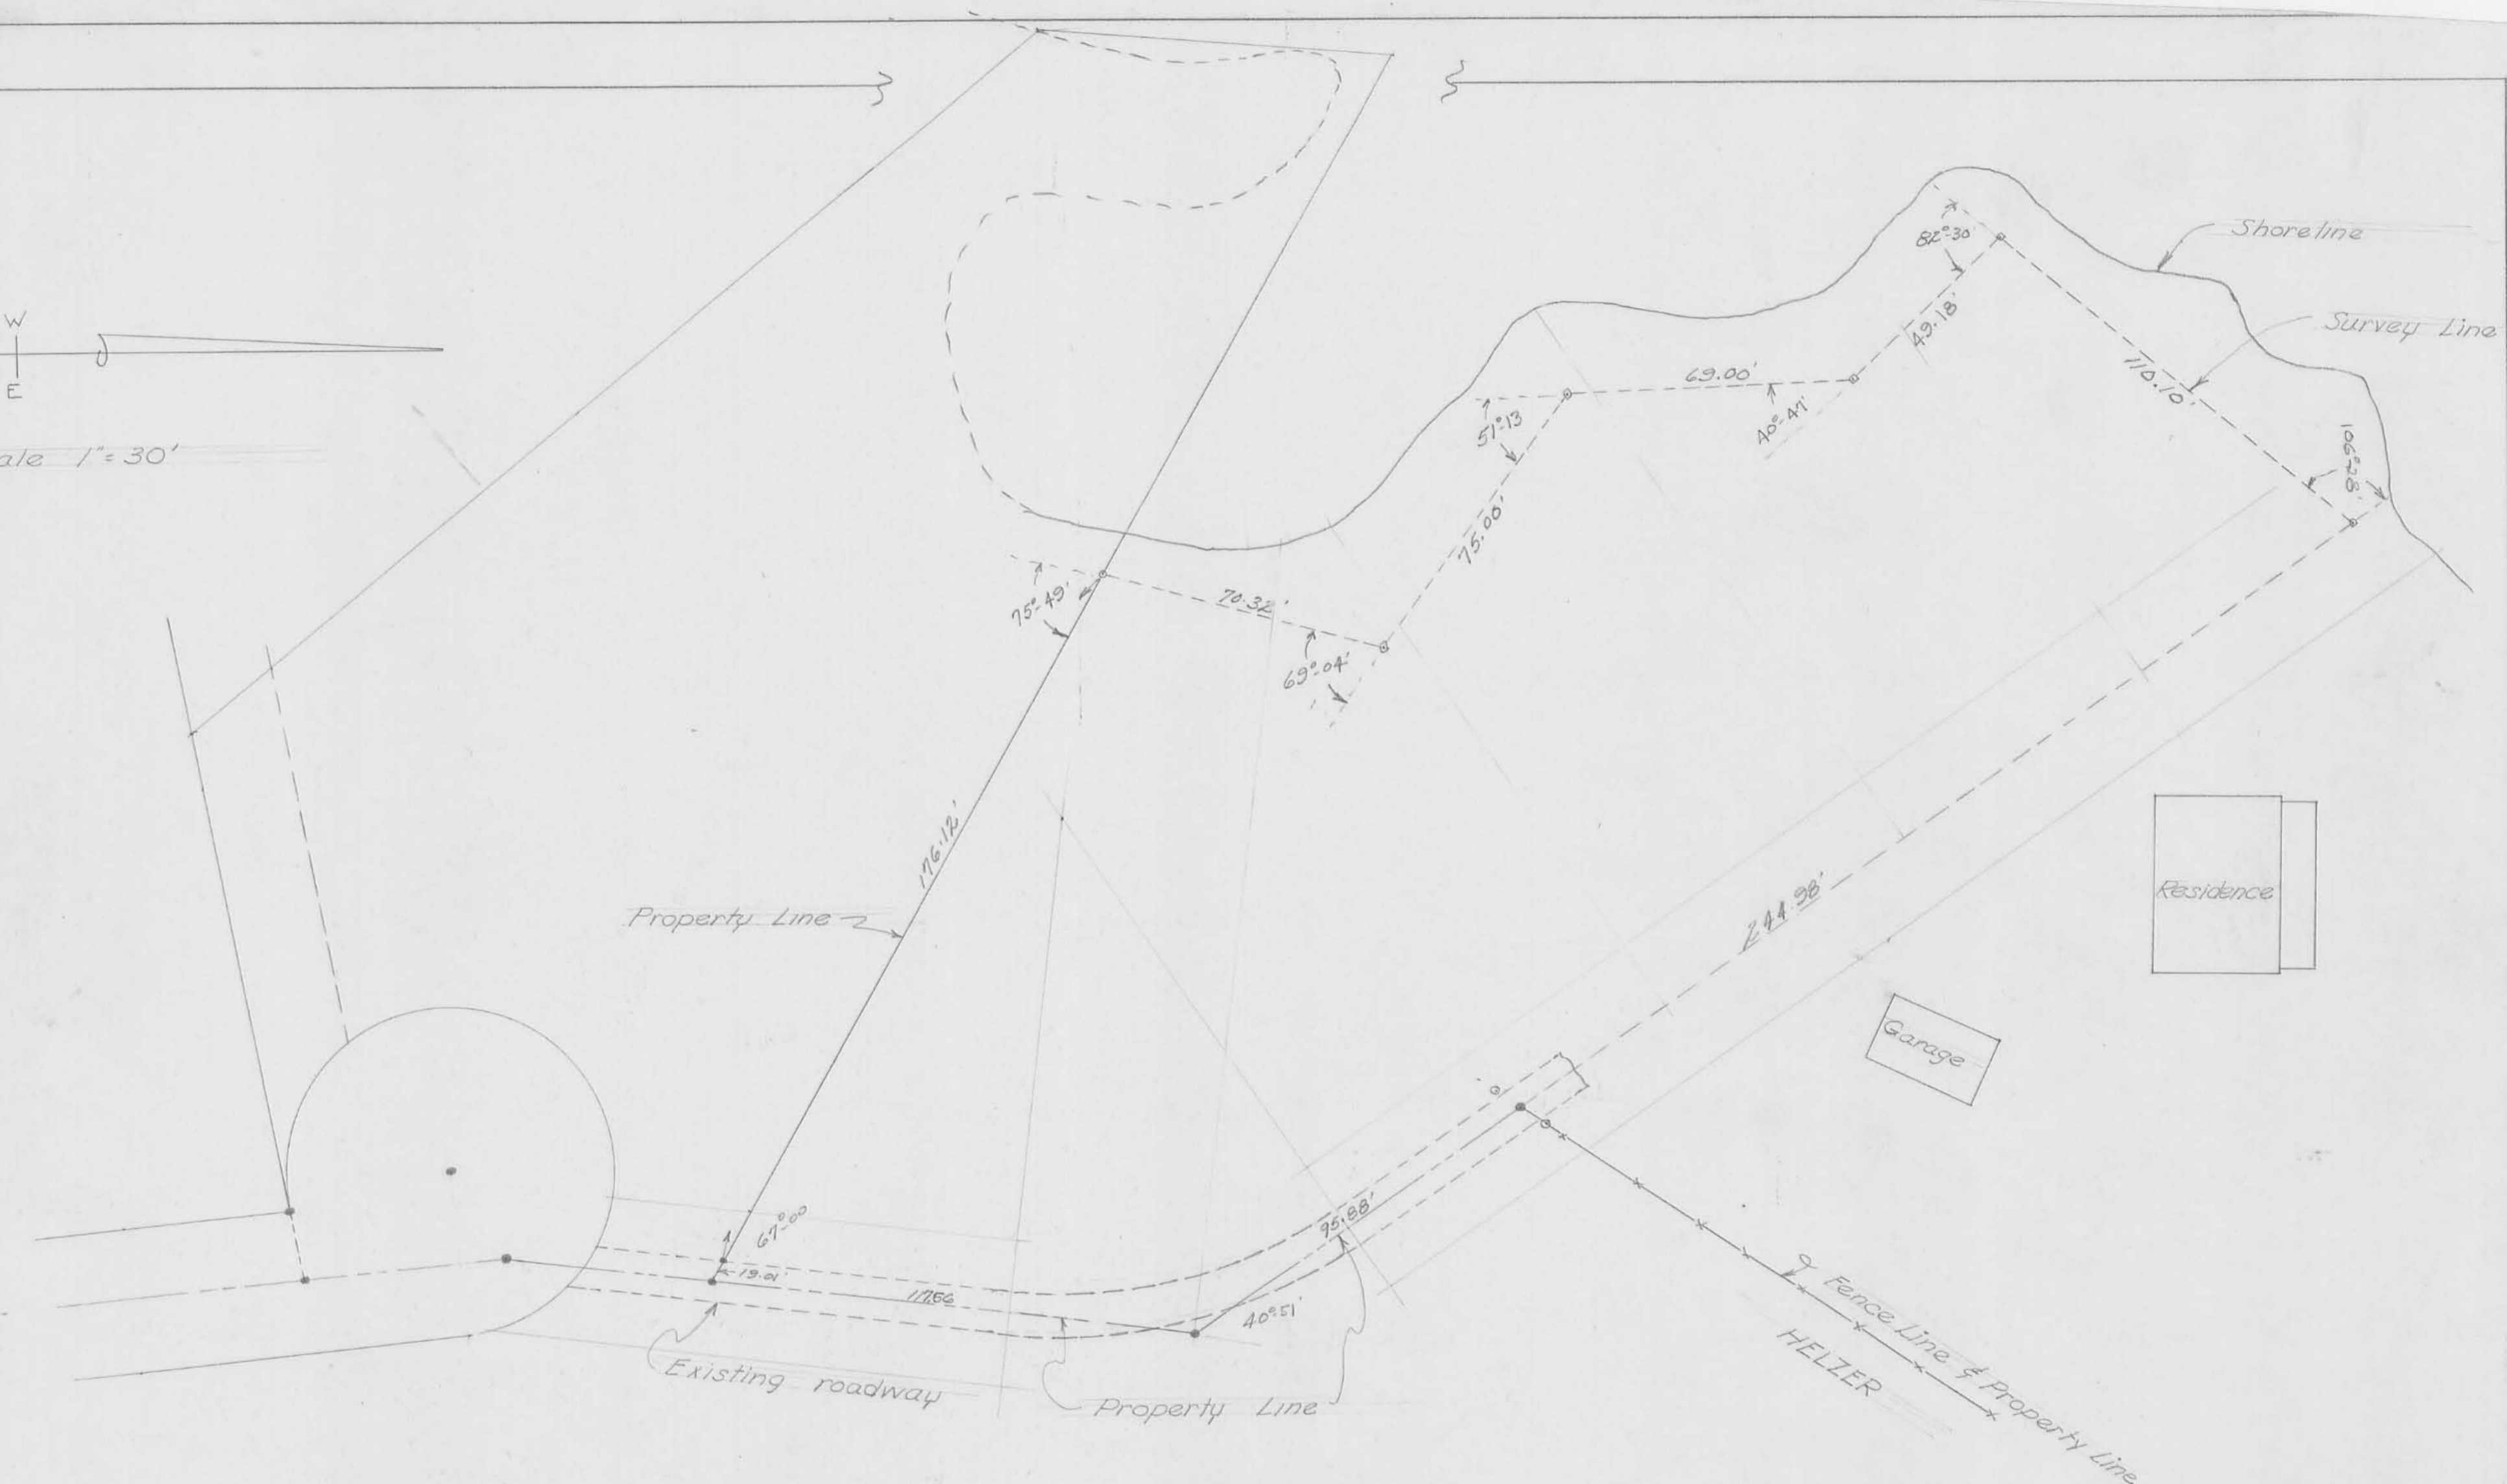 Shoreline
82°-30'
W
Survey Line
49.18'
E
69.00'
110.10'
51°-13
40°-47'
ale 1"=30'
106°-28'
75.00'
75°-49'
70.32'
69°-04'
176.12'
Residence
Property Line
244.98'
Garage
67°-00
95.88'
19.01'
117.56
40°-51'
Fence Line & Property Line
HELZER
Existing roadway
Property Line